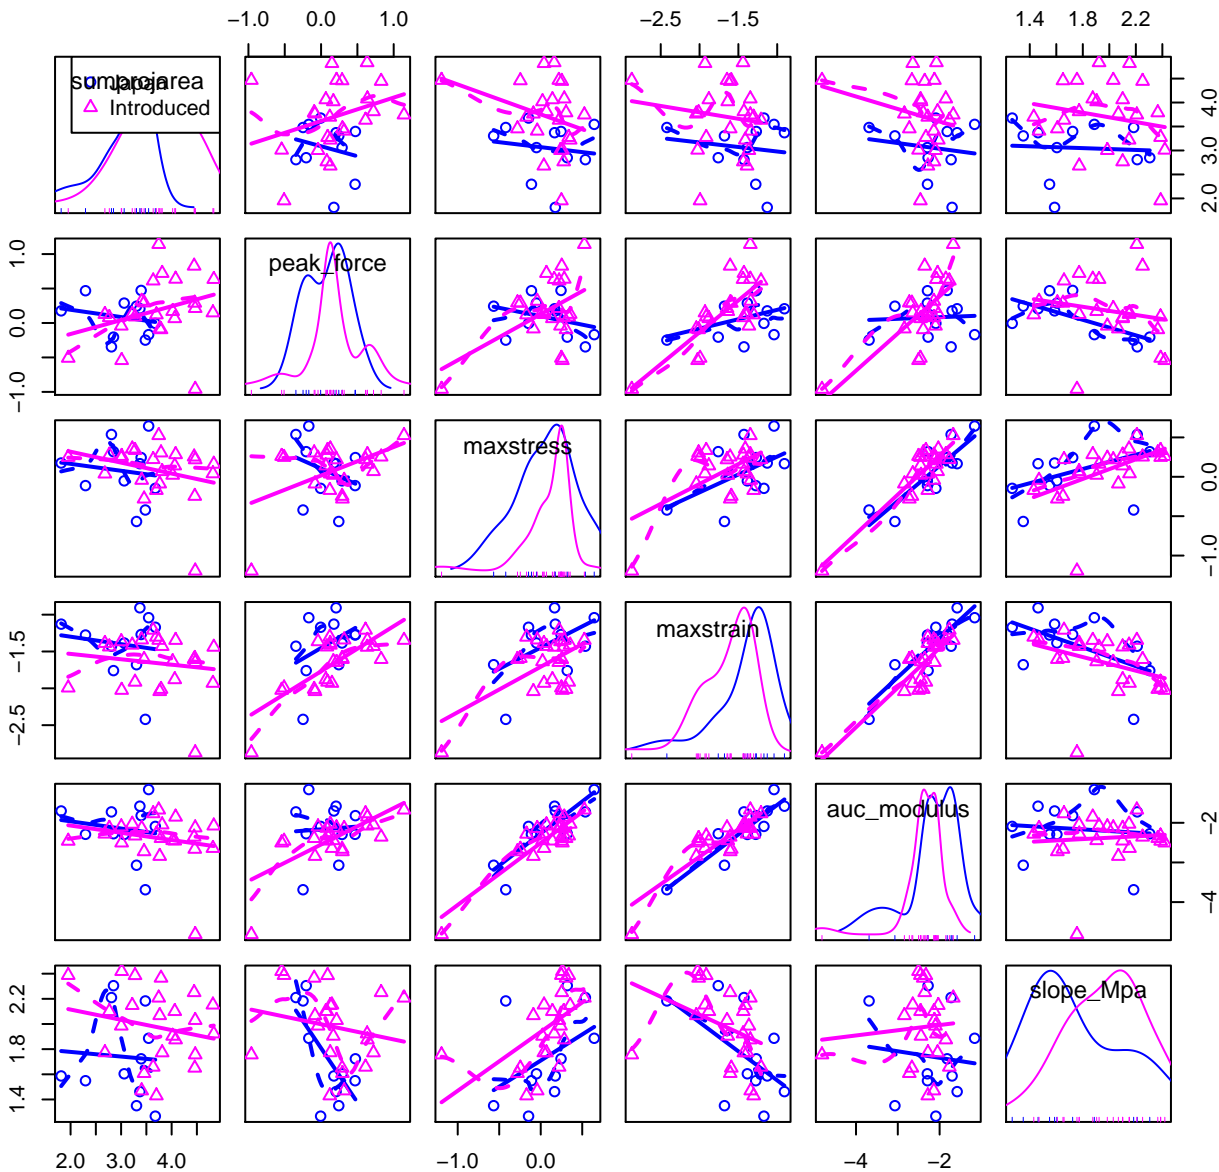 −1.0 0.0 1.0 −2.5 −1.5 1.4 1.8 2.2
sumprojarea
Japan
Introduced
2.0 3.0 4.0
peak_force
−1.0 0.0 1.0
maxstress
−1.0 0.0
maxstrain
−2.5 −1.5
auc_modulus
−4 −2
slope_Mpa
1.4 1.8 2.2
2.0 3.0 4.0 −1.0 0.0 −4 −2